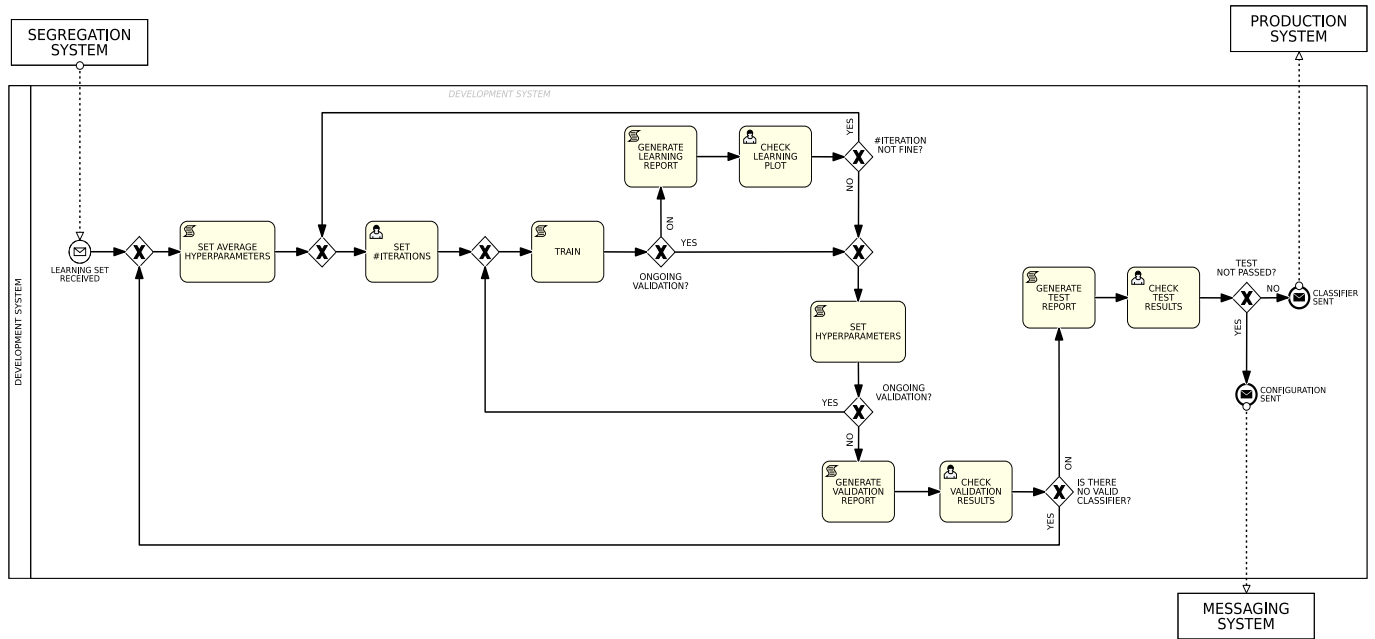 SEGREGATION
SYSTEM
PRODUCTION
SYSTEM
DEVELOPMENT SYSTEM
DEVELOPMENT SYSTEM
LEARNING SET
RECEIVED
SET AVERAGE
HYPERPARAMETERS
SET
#ITERATIONS
TRAIN
ONGOING
VALIDATION?
NO
YES
GENERATE
LEARNING
REPORT
CHECK
LEARNING
PLOT
#ITERATION
NOT FINE?
YES
NO
SET
HYPERPARAMETERS
ONGOING
VALIDATION?
YES
NO
GENERATE
VALIDATION
REPORT
CHECK
VALIDATION
RESULTS
IS THERE
NO VALID
CLASSIFIER?
NO
YES
GENERATE
TEST
REPORT
CHECK
TEST
RESULTS
TEST
NOT PASSED?
NO
YES
CLASSIFIER
SENT
CONFIGURATION
SENT
MESSAGING
SYSTEM